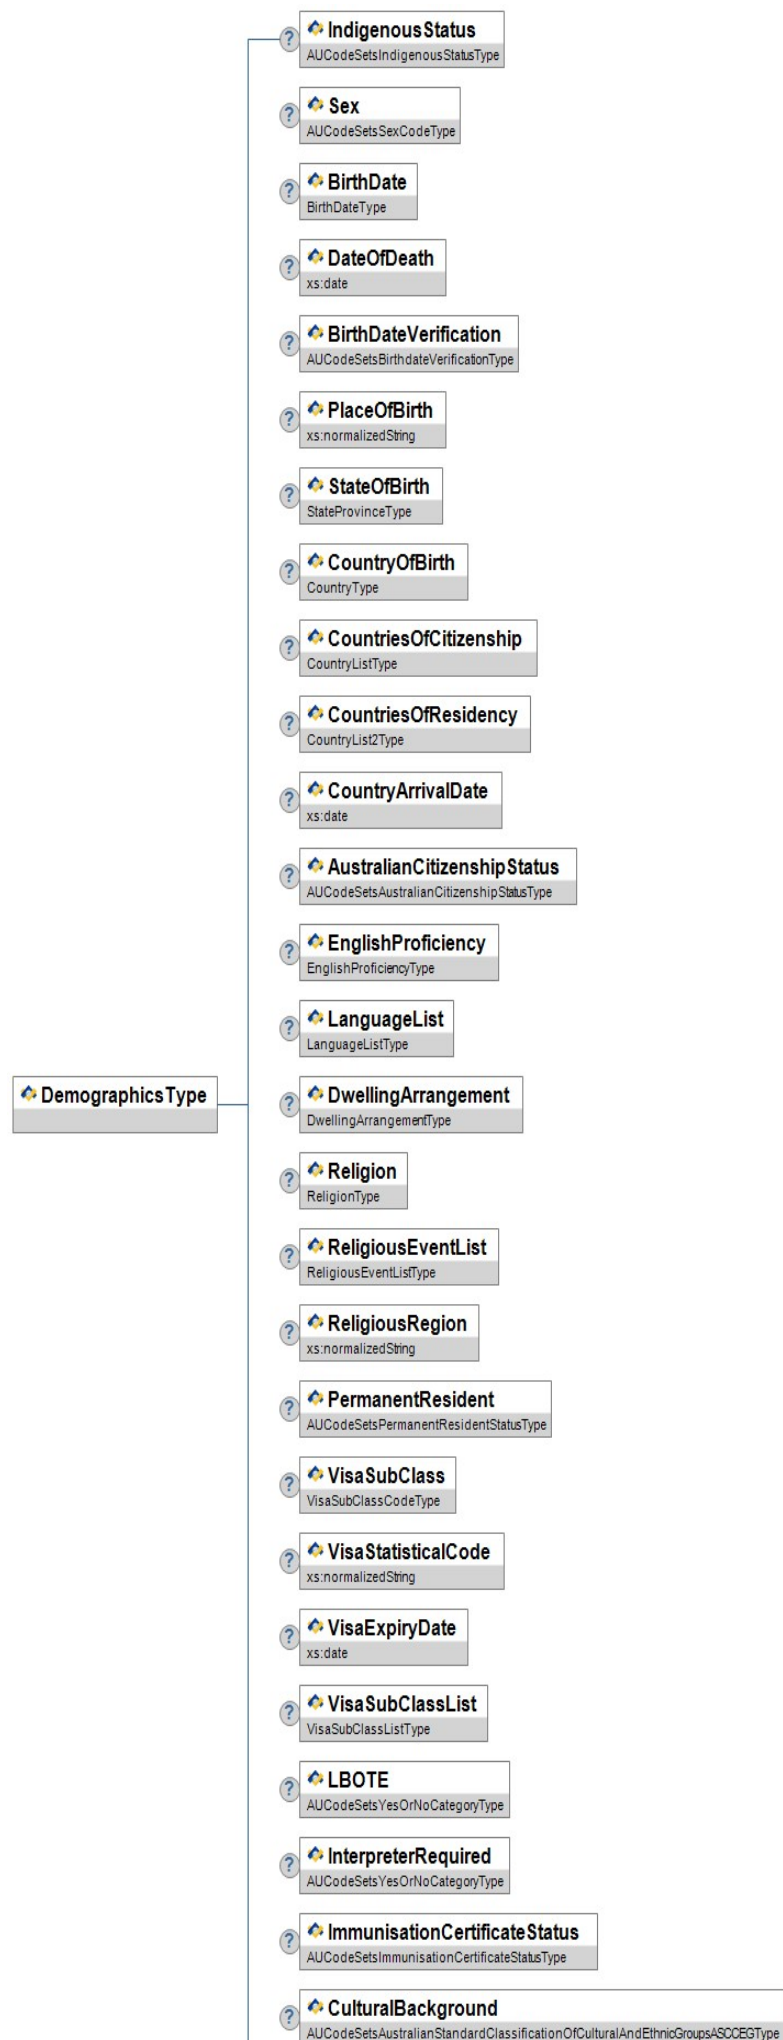 IndigenousStatus
AUCodeSetsIndigenousStatusType
?
Sex
AUCodeSetsSexCodeType
?
BirthDate
BirthDateType
?
DateOfDeath
xs:date
?
BirthDateVerification
AUCodeSetsBirthdateVerificationType
?
PlaceOfBirth
xs:normalizedString
?
StateOfBirth
StateProvinceType
?
CountryOfBirth
CountryType
?
CountriesOfCitizenship
CountryListType
?
CountriesOfResidency
CountryList2Type
?
CountryArrivalDate
xs:date
?
AustralianCitizenshipStatus
AUCodeSetsAustralianCitizenshipStatusType
?
EnglishProficiency
EnglishProficiencyType
?
LanguageList
LanguageListType
?
DemographicsType
DwellingArrangement
DwellingArrangementType
?
Religion
ReligionType
?
ReligiousEventList
ReligiousEventListType
?
ReligiousRegion
xs:normalizedString
?
PermanentResident
AUCodeSetsPermanentResidentStatusType
?
VisaSubClass
VisaSubClassCodeType
?
VisaStatisticalCode
xs:normalizedString
?
VisaExpiryDate
xs:date
?
VisaSubClassList
VisaSubClassListType
?
LBOTE
AUCodeSetsYesOrNoCategoryType
?
InterpreterRequired
AUCodeSetsYesOrNoCategoryType
?
ImmunisationCertificateStatus
AUCodeSetsImmunisationCertificateStatusType
?
CulturalBackground
AUCodeSetsAustralianStandardClassificationOfCulturalAndEthnicGroupsASCCEGType
?